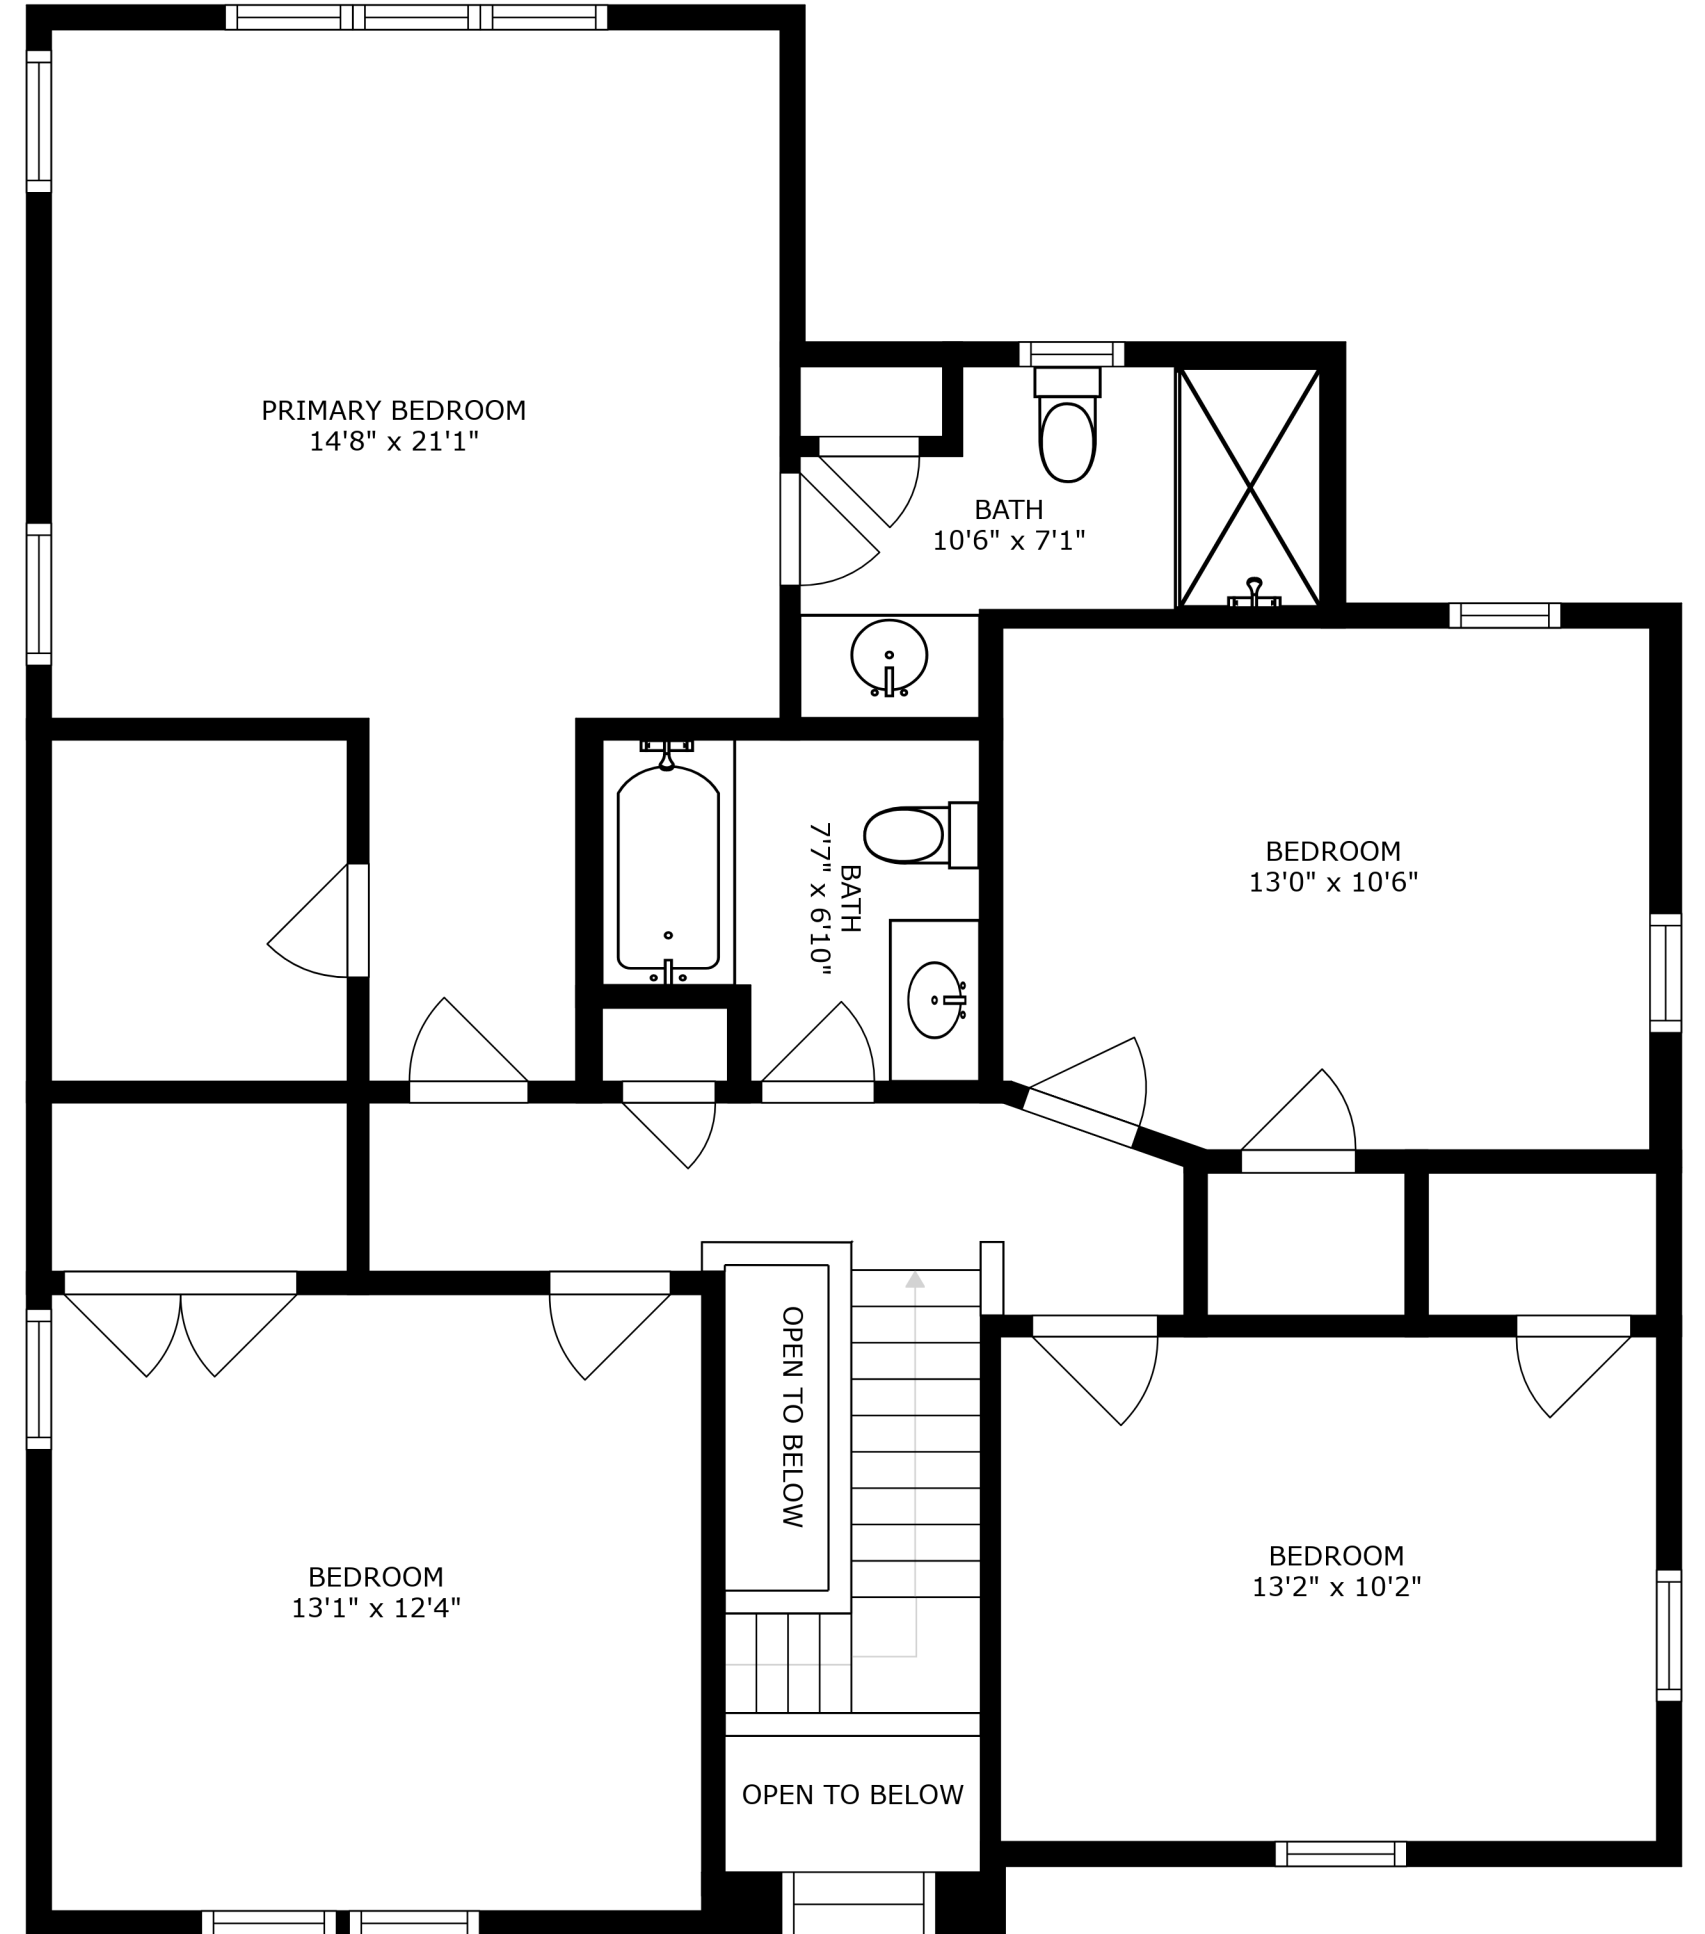 PRIMARY BEDROOM
14'8" x 21'1"
BATH
10'6" x 7'1"
BATH
7'7" x 6'10"
BEDROOM
13'0" x 10'6"
OPEN TO BELOW
BEDROOM
13'1" x 12'4"
BEDROOM
13'2" x 10'2"
OPEN TO BELOW